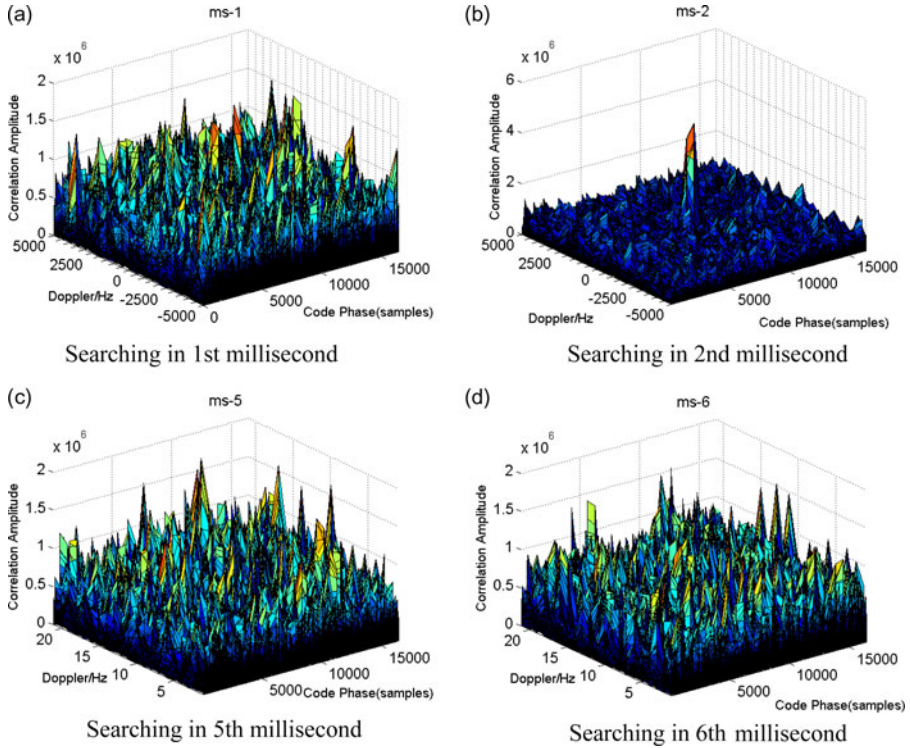 (a)
ms-1
x 10 6
2
1.5
1
0.5
0
Correlation Amplitude
5000
2500
0
-2500
-5000
Doppler/Hz
0
5000
10000
15000
Code Phase(samples)
Searching in 1st millisecond
(b)
ms-2
x 10 6
6
4
2
0
Correlation Amplitude
5000
2500
0
-2500
-5000
Doppler/Hz
5000
10000
15000
Code Phase(samples)
Searching in 2nd millisecond
(c)
ms-5
x 10 6
2
1.5
1
0.5
0
Correlation Amplitude
20
15
10
5
Doppler/Hz
5000
10000
15000
Code Phase(samples)
Searching in 5th millisecond
(d)
ms-6
x 10 6
2
1.5
1
0.5
0
Correlation Amplitude
20
15
10
5
Doppler/Hz
5000
10000
15000
Code Phase(samples)
Searching in 6th millisecond